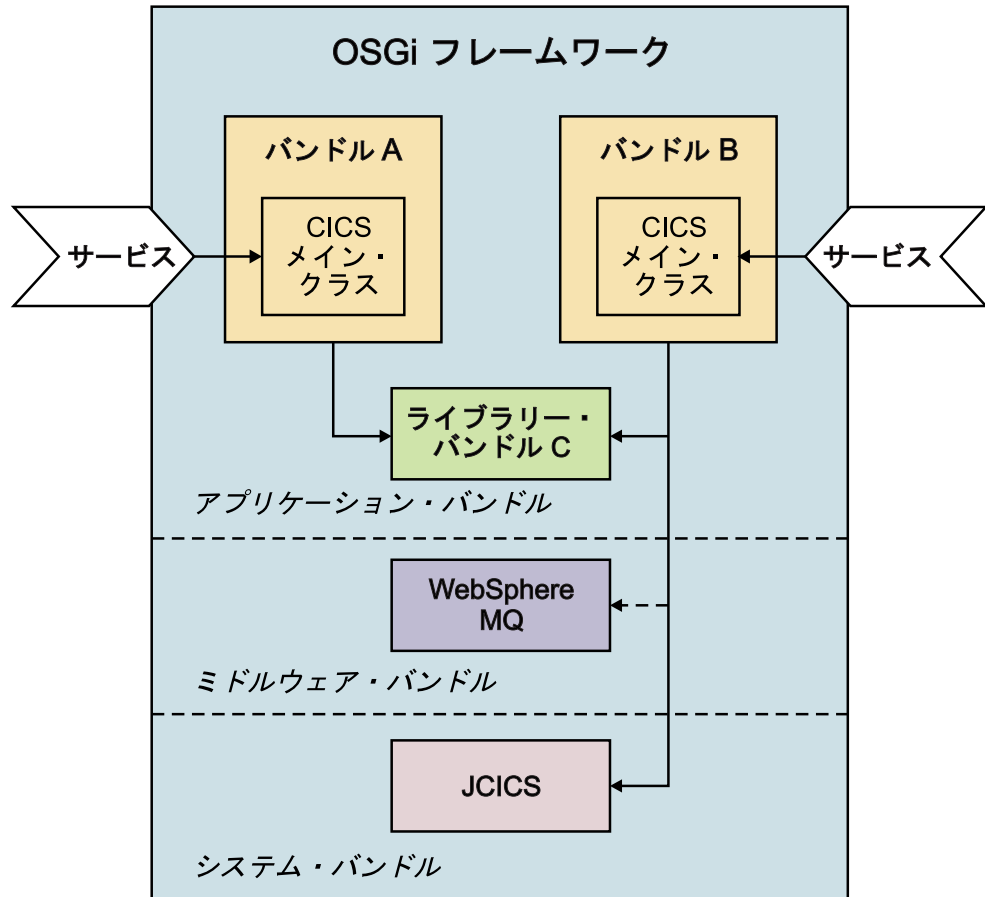 OSGi フレームワーク
バンドル A
バンドル B
CICS
メイン・
クラス
CICS
メイン・
クラス
サービス
サービス
ライブラリー・
バンドル C
アプリケーション・バンドル
WebSphere
MQ
ミドルウェア・バンドル
JCICS
システム・バンドル